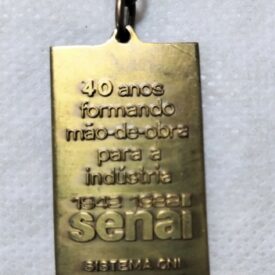 40 anos
formando
mão-de-obra
para a
indústria
1942 1982
senai
SISTEMA CNI